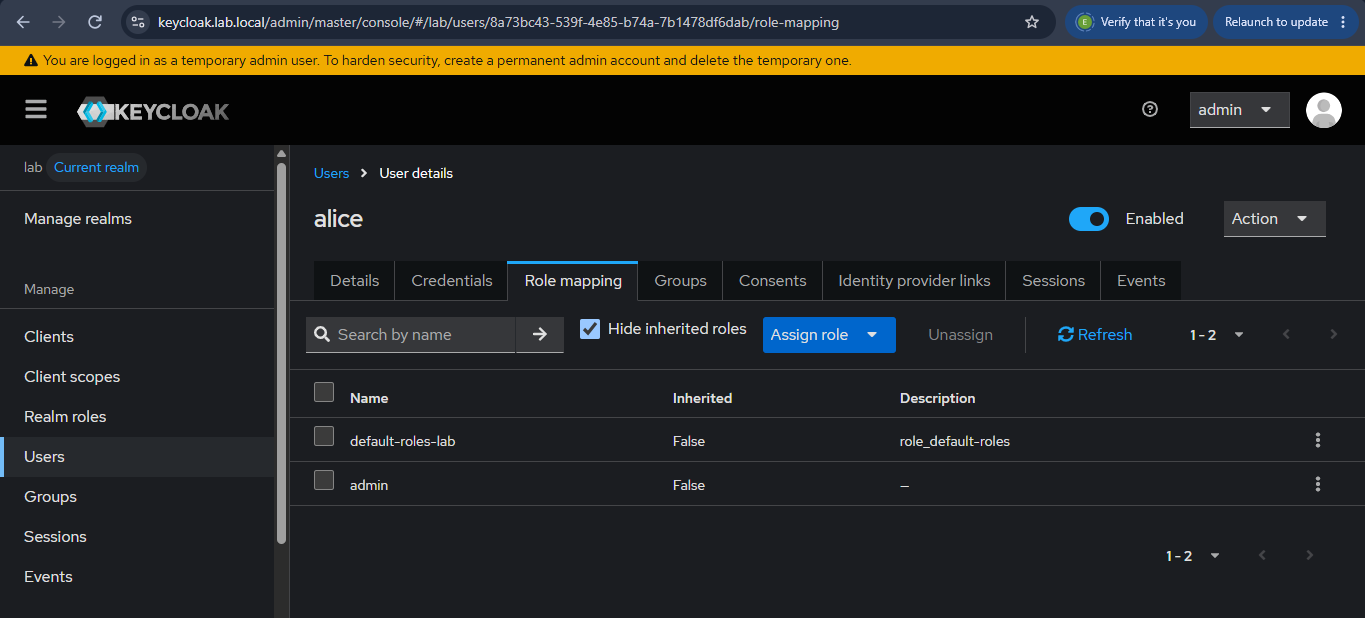 keycloak.lab.local/admin/master/console/#/lab/users/8a73bc43-539f-4e85-b74a-7b1478df6dab/role-mapping
E Verify that it's you
Relaunch to update
You are logged in as a temporary admin user. To harden security, create a permanent admin account and delete the temporary one.
KEYCLOAK
admin
lab Current realm
Manage realms
Manage
Clients
Client scopes
Realm roles
Users
Groups
Sessions
Events
Users User details
alice
Enabled
Action
Details Credentials Role mapping Groups Consents Identity provider links Sessions Events
Search by name Hide inherited roles Assign role Unassign Refresh 1 - 2
Name Inherited Description
default-roles-lab False role_default-roles
admin False –
1 - 2